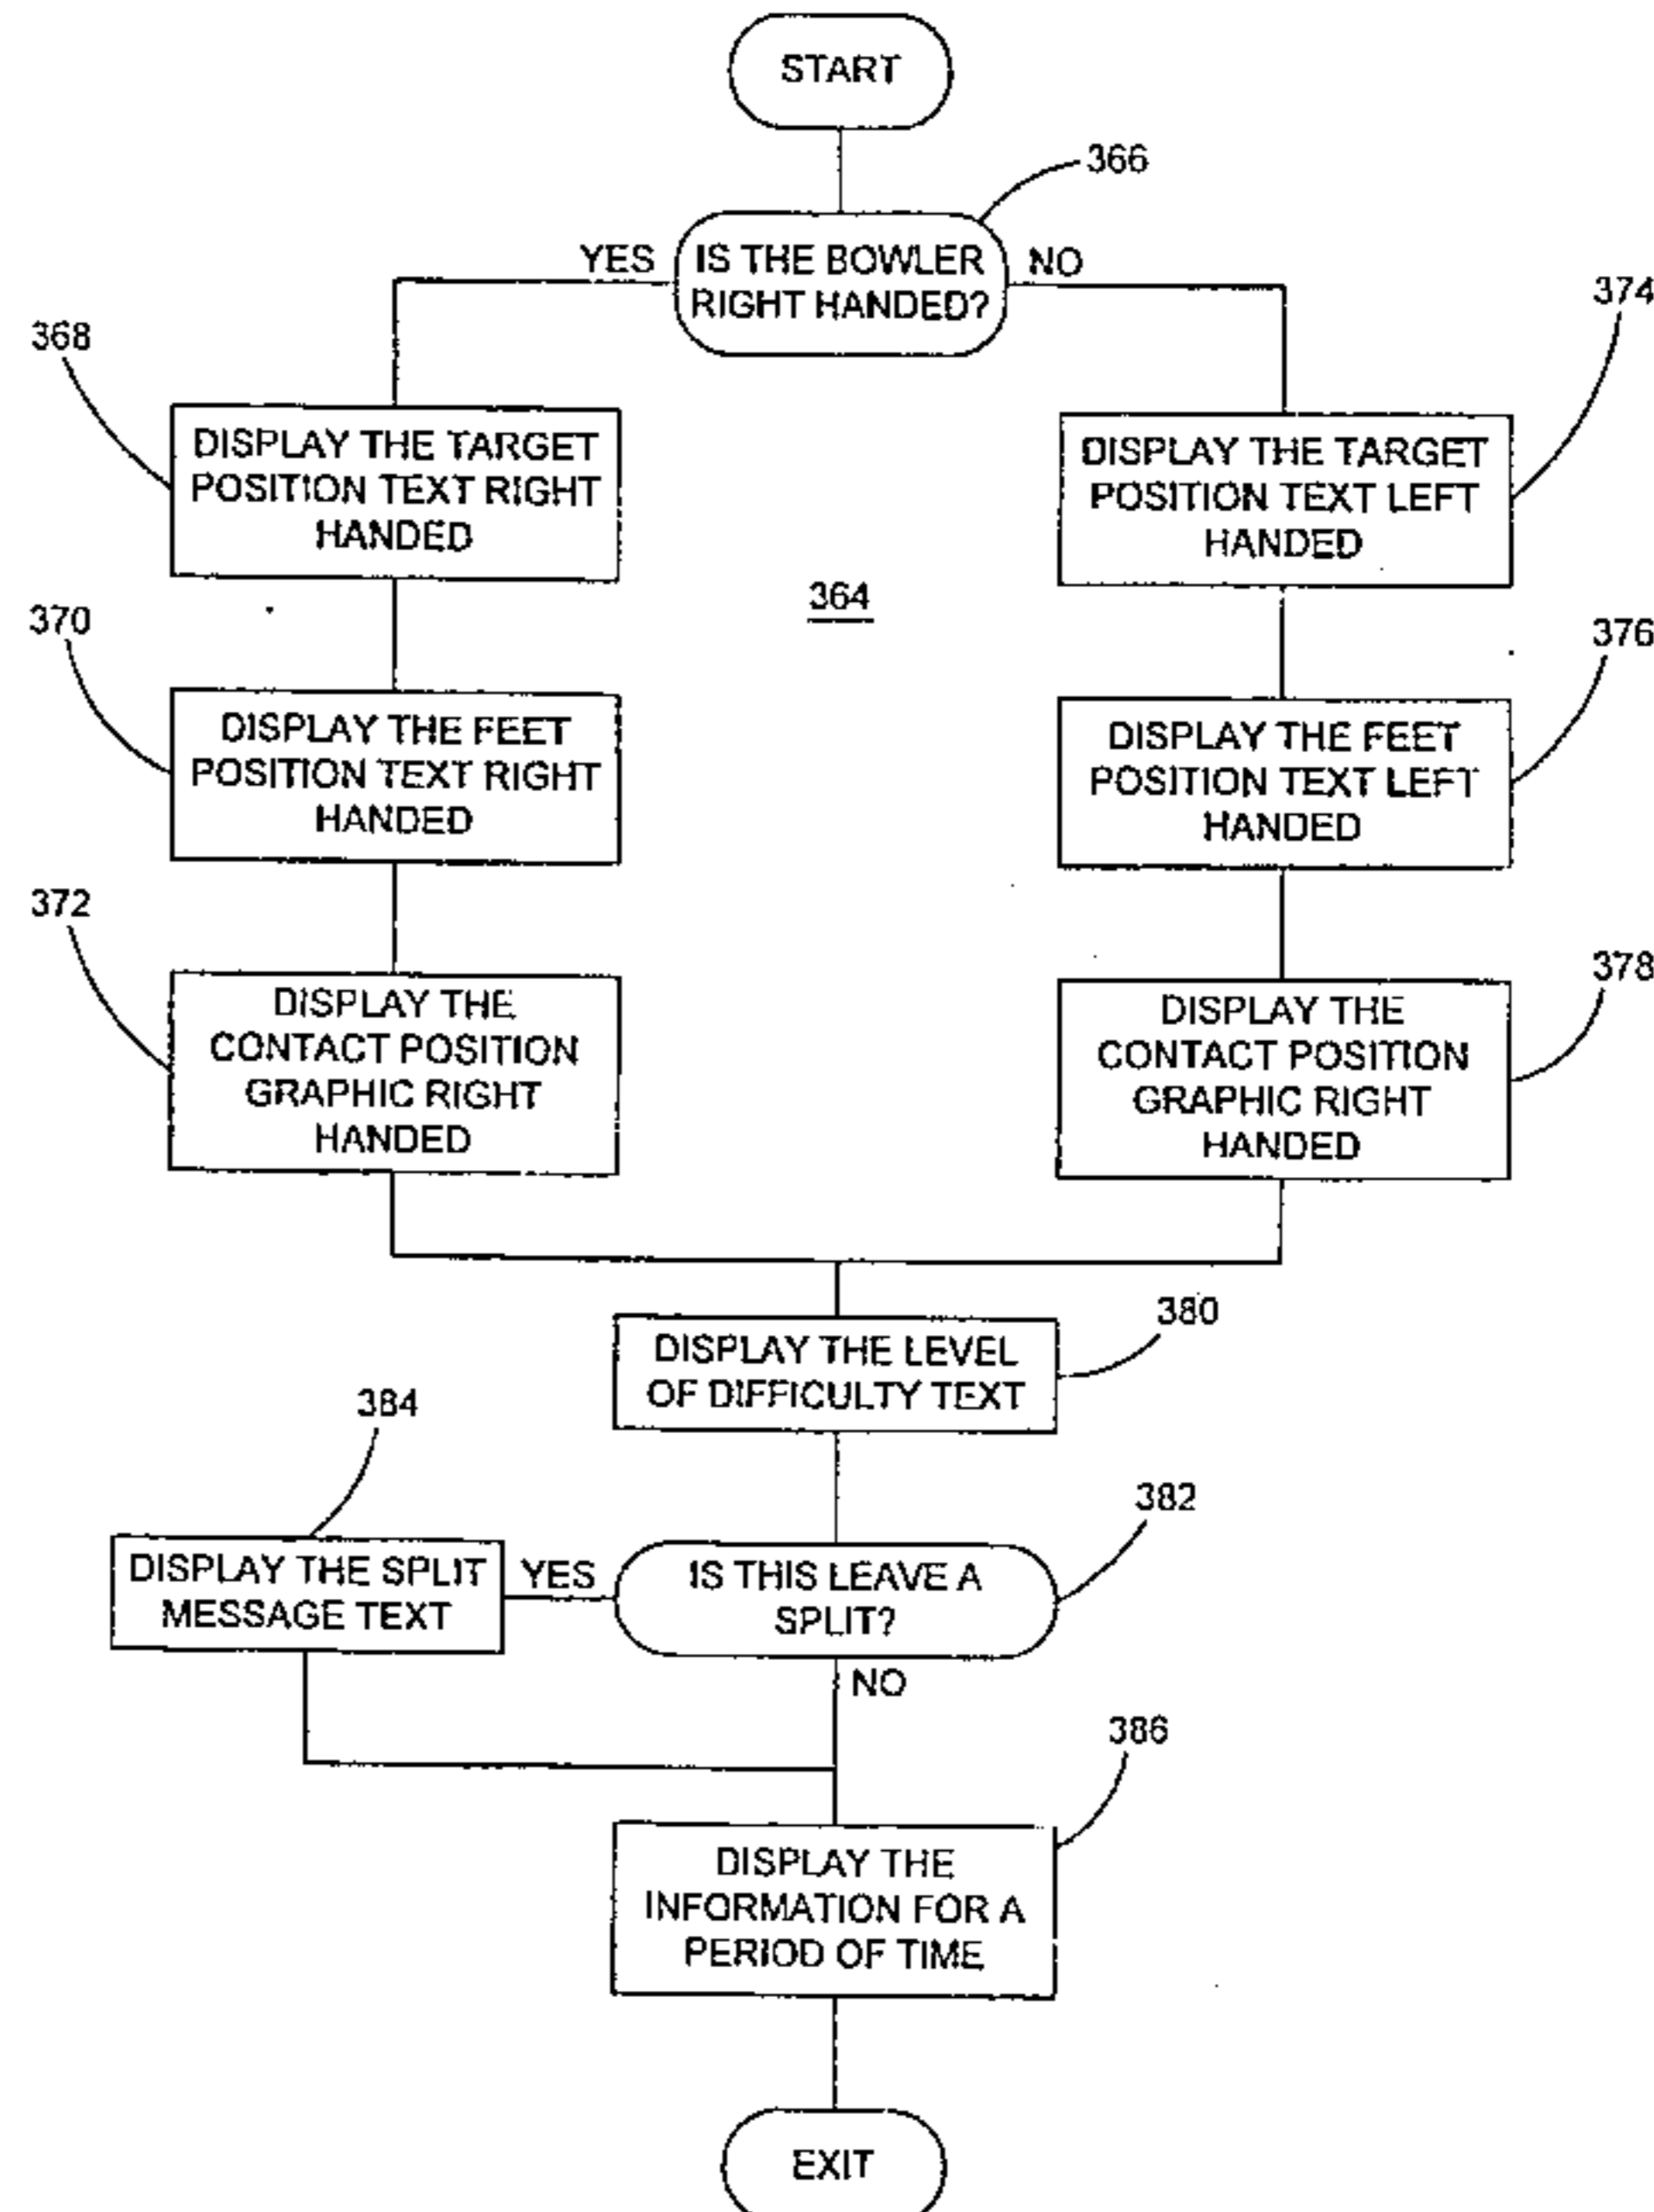 START
366
YES
IS THE BOWLER
RIGHT HANDED?
NO
368
374
DISPLAY THE TARGET
POSITION TEXT RIGHT
HANDED
DISPLAY THE TARGET
POSITION TEXT LEFT
HANDED
364
370
376
DISPLAY THE FEET
POSITION TEXT RIGHT
HANDED
DISPLAY THE FEET
POSITION TEXT LEFT
HANDED
372
378
DISPLAY THE
CONTACT POSITION
GRAPHIC RIGHT
HANDED
DISPLAY THE
CONTACT POSITION
GRAPHIC RIGHT
HANDED
380
DISPLAY THE LEVEL
OF DIFFICULTY TEXT
384
382
DISPLAY THE SPLIT
MESSAGE TEXT
YES
IS THIS LEAVE A
SPLIT?
NO
386
DISPLAY THE
INFORMATION FOR A
PERIOD OF TIME
EXIT